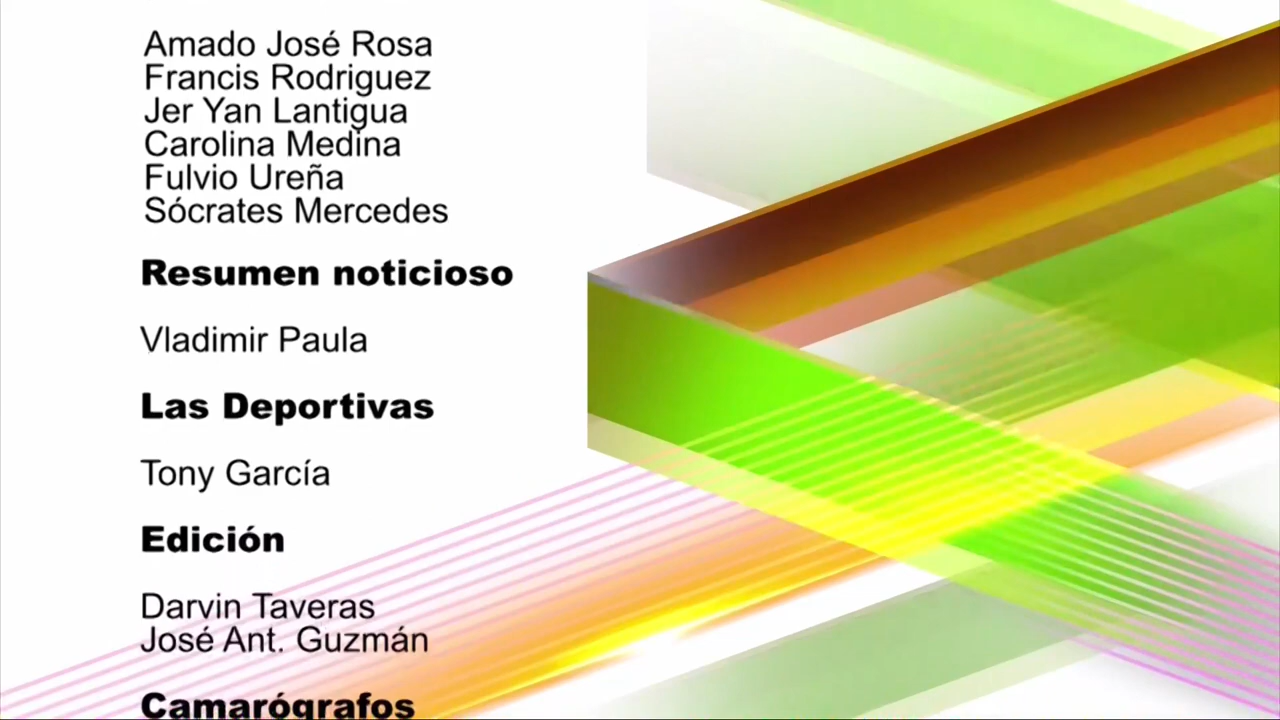 Amado José Rosa
Francis Rodriguez
Jer Yan Lantigua
Carolina Medina
Fulvio Ureña
Sócrates Mercedes
Resumen noticioso
Vladimir Paula
Las Deportivas
Tony García
Edición
Darvin Taveras
José Ant. Guzmán
Camarógrafos